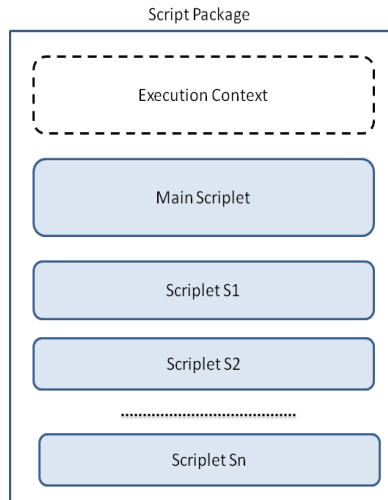 Script Package
Execution Context
Main Scriplet
Scriplet S1
Scriplet S2
Scriplet Sn